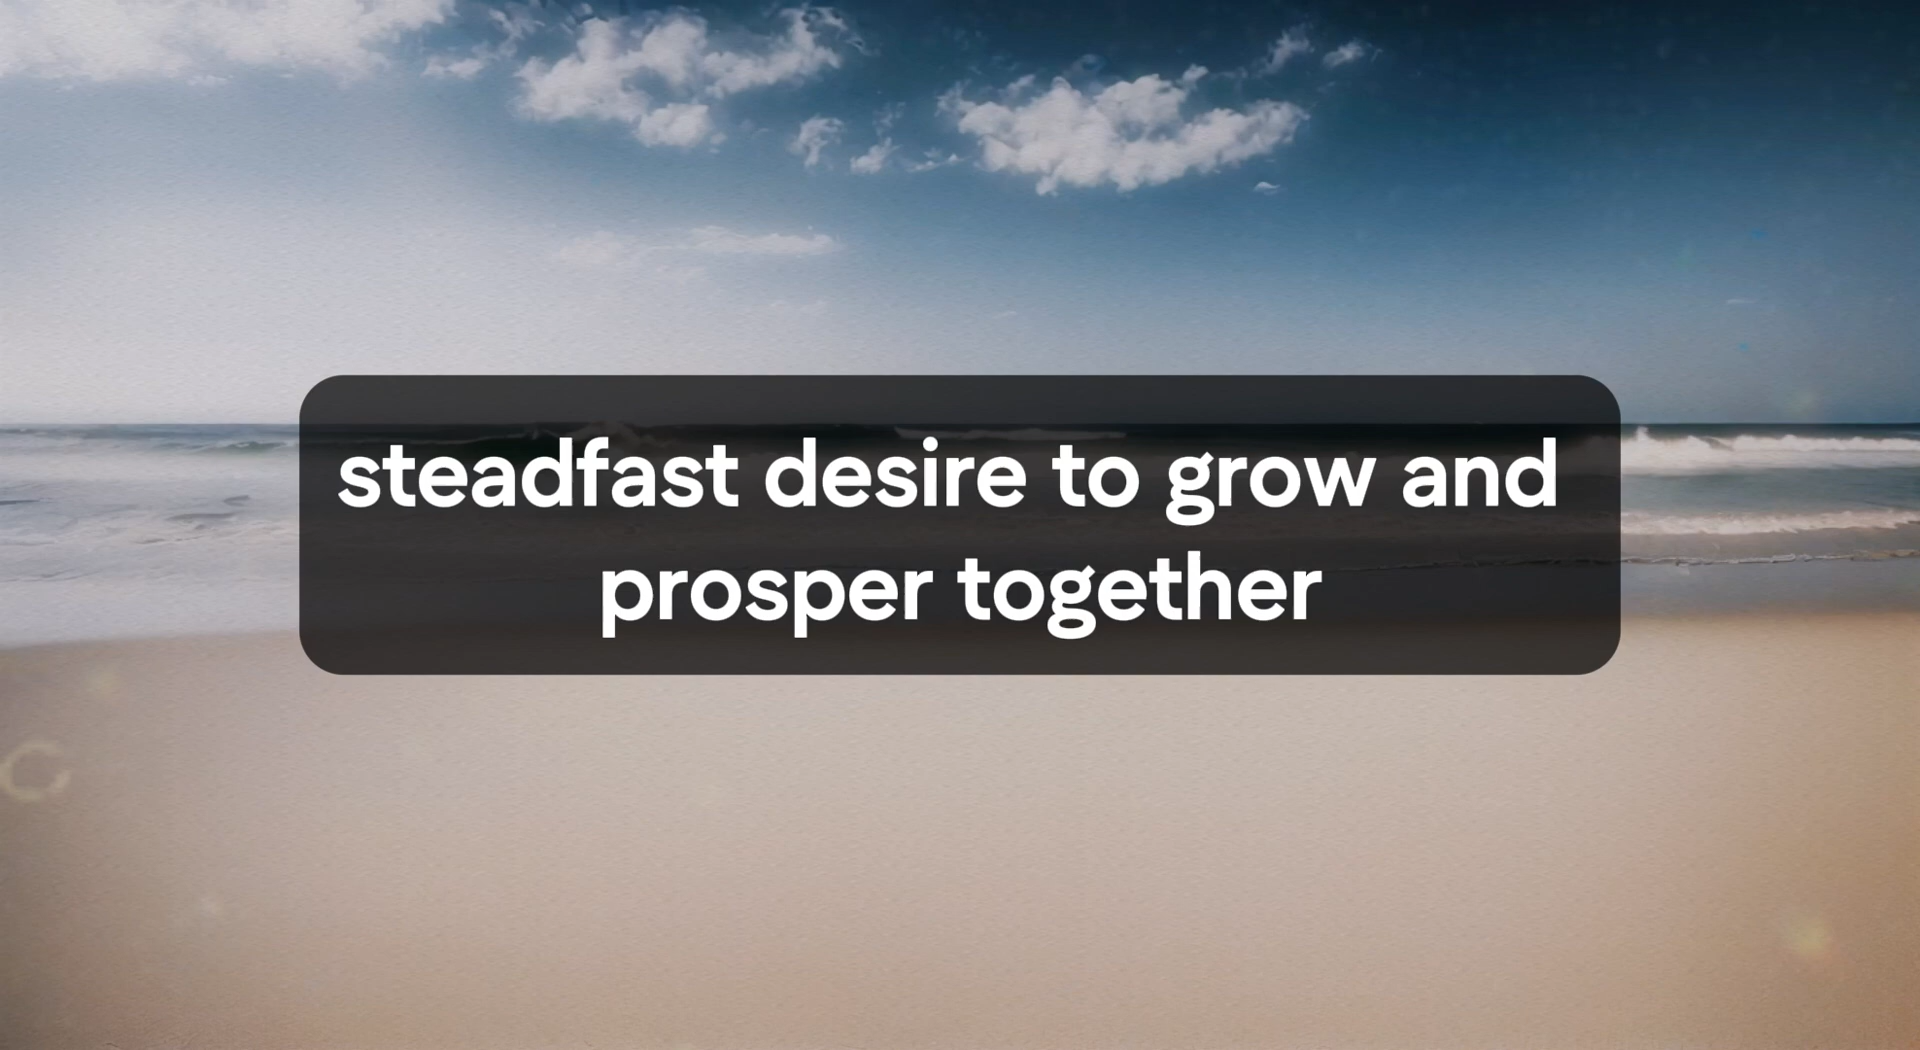 steadfast desire to grow and
prosper together